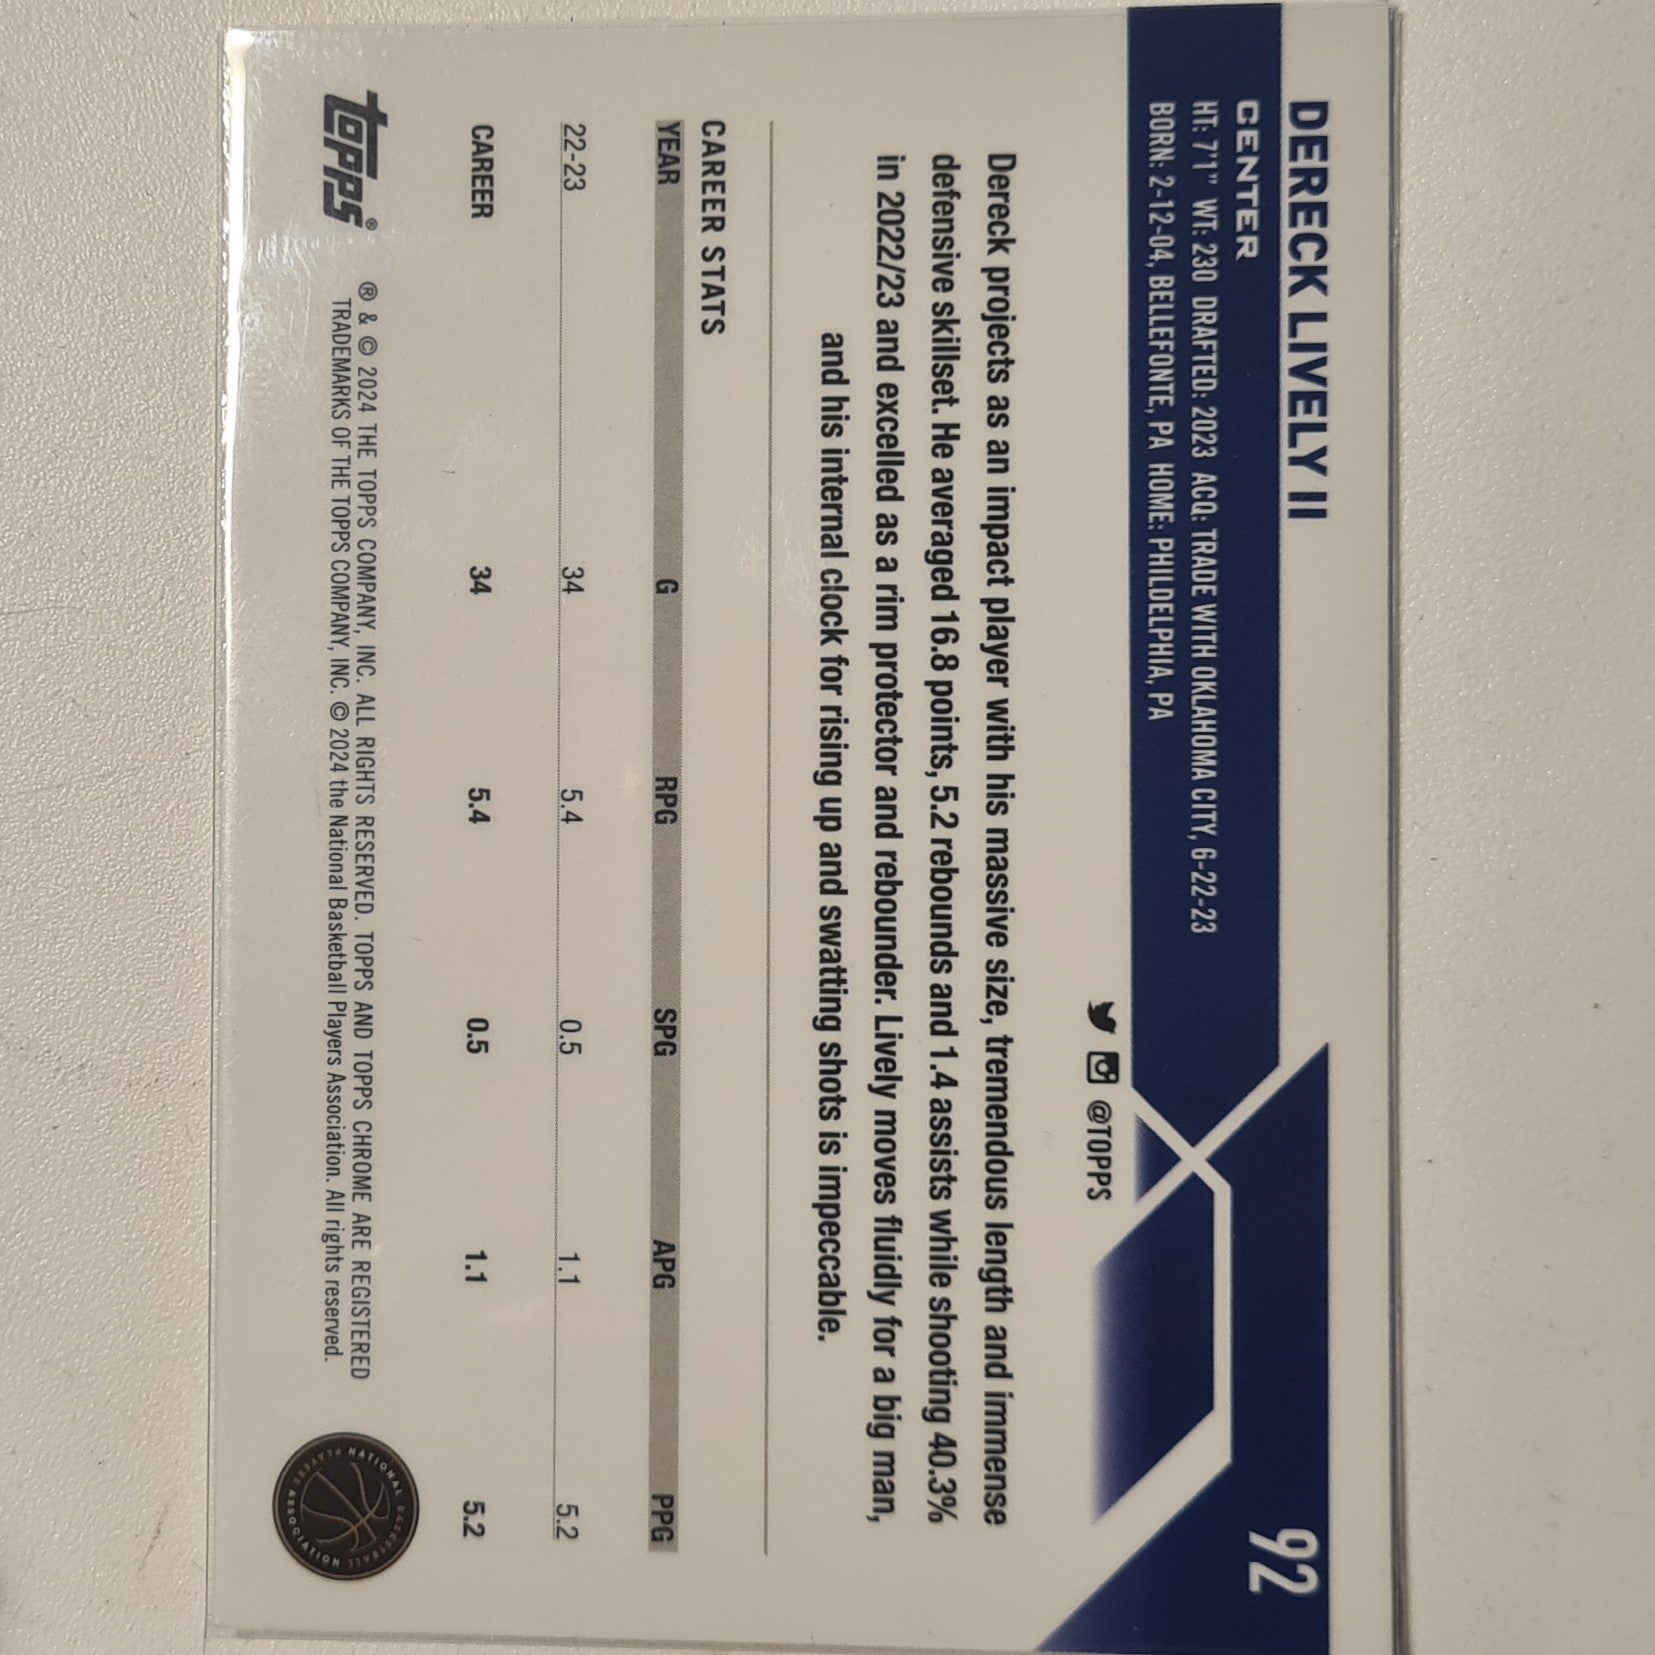 DERECK LIVELY II
92
CENTER
HT: 7'1" WT: 230 DRAFTED: 2023 ACQ: TRADE WITH OKLAHOMA CITY, 6-22-23
BORN: 2-12-04, BELLEFONTE, PA HOME: PHILDELPHIA, PA
@TOPPS
Dereck projects as an impact player with his massive size, tremendous length and immense
defensive skillset. He averaged 16.8 points, 5.2 rebounds and 1.4 assists while shooting 40.3%
in 2022/23 and excelled as a rim protector and rebounder. Lively moves fluidly for a big man,
and his internal clock for rising up and swatting shots is impeccable.
CAREER STATS
YEAR G RPG SPG APG PPG
22-23 34 5.4 0.5 1.1 5.2
CAREER 34 5.4 0.5 1.1 5.2
topps®
® & © 2024 THE TOPPS COMPANY, INC. ALL RIGHTS RESERVED. TOPPS AND TOPPS CHROME ARE REGISTERED
TRADEMARKS OF THE TOPPS COMPANY, INC. © 2024 the National Basketball Players Association. All rights reserved.
NATIONAL BASKETBALL PLAYERS ASSOCIATION